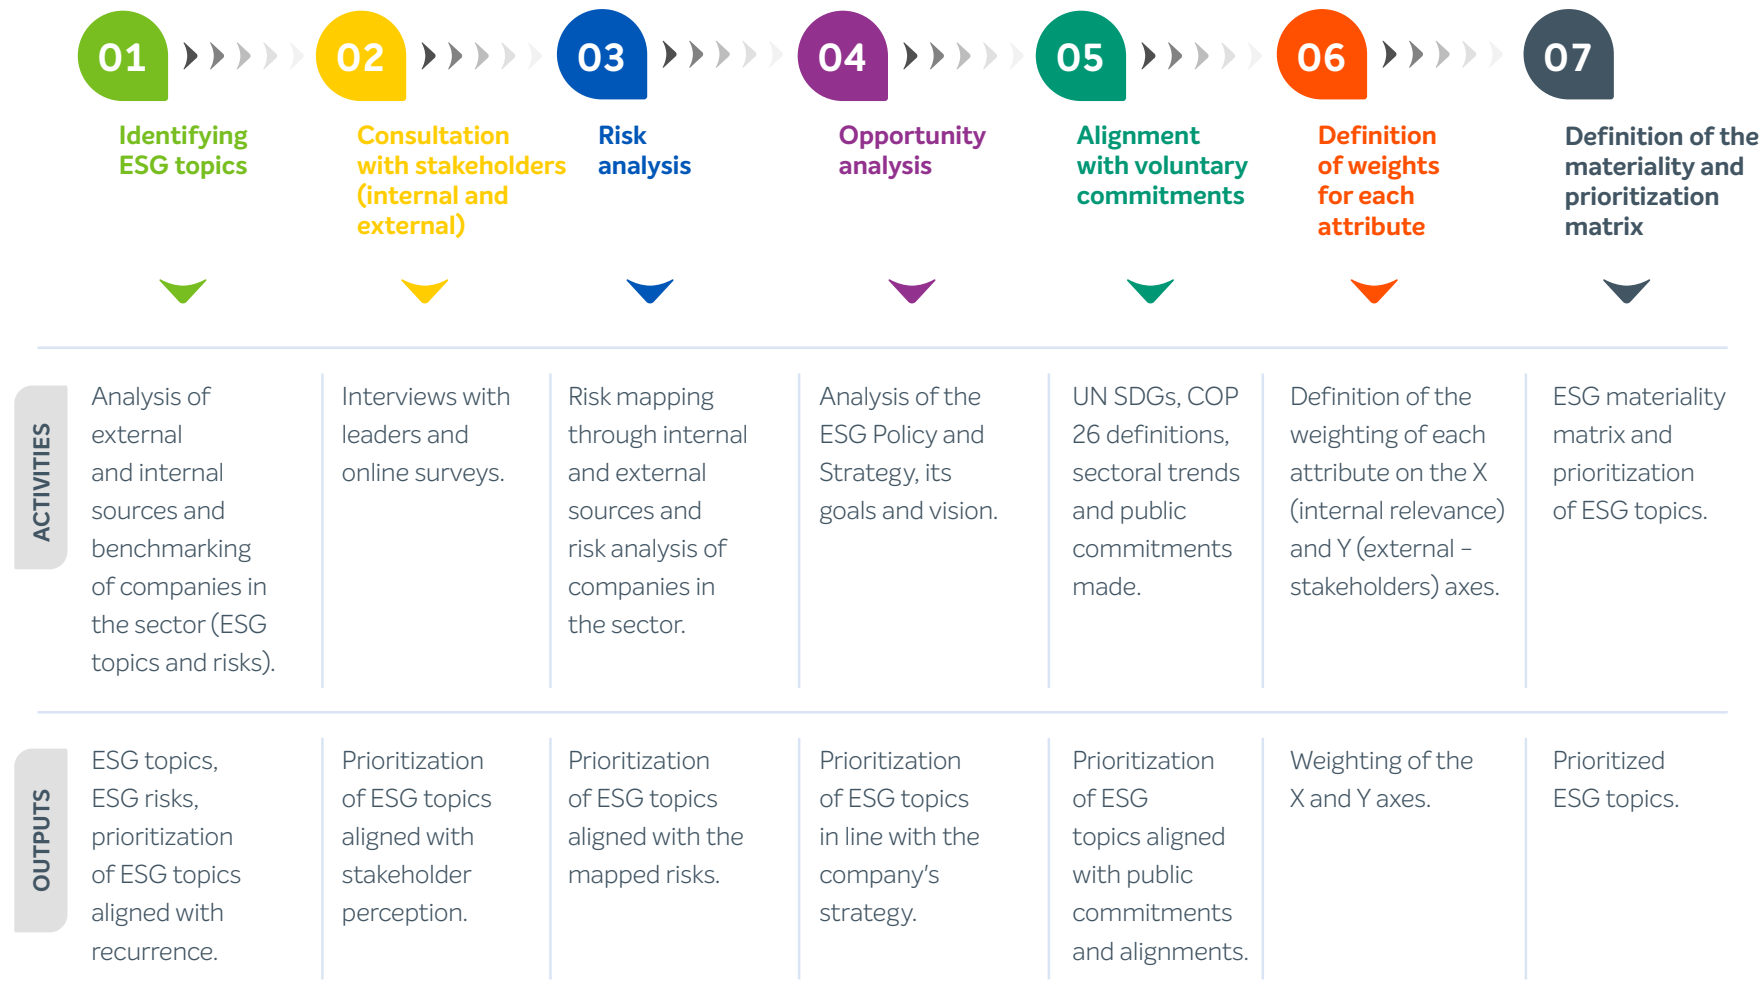 01
02
03
04
05
06
07
Identifying
ESG topics
Consultation
with stakeholders
(internal and
external)
Risk
analysis
Opportunity
analysis
Alignment
with voluntary
commitments
Definition
of weights
for each
attribute
Definition of the
materiality and
prioritization
matrix
ACTIVITIES
Analysis of
external
and internal
sources and
benchmarking
of companies in
the sector (ESG
topics and risks).
Interviews with
leaders and
online surveys.
Risk mapping
through internal
and external
sources and
risk analysis of
companies in
the sector.
Analysis of the
ESG Policy and
Strategy, its
goals and vision.
UN SDGs, COP
26 definitions,
sectoral trends
and public
commitments
made.
Definition of the
weighting of each
attribute on the X
(internal relevance)
and Y (external –
stakeholders) axes.
ESG materiality
matrix and
prioritization
of ESG topics.
OUTPUTS
ESG topics,
ESG risks,
prioritization
of ESG topics
aligned with
recurrence.
Prioritization
of ESG topics
aligned with
stakeholder
perception.
Prioritization
of ESG topics
aligned with the
mapped risks.
Prioritization
of ESG topics
in line with the
company's
strategy.
Prioritization
of ESG
topics aligned
with public
commitments
and alignments.
Weighting of the
X and Y axes.
Prioritized
ESG topics.